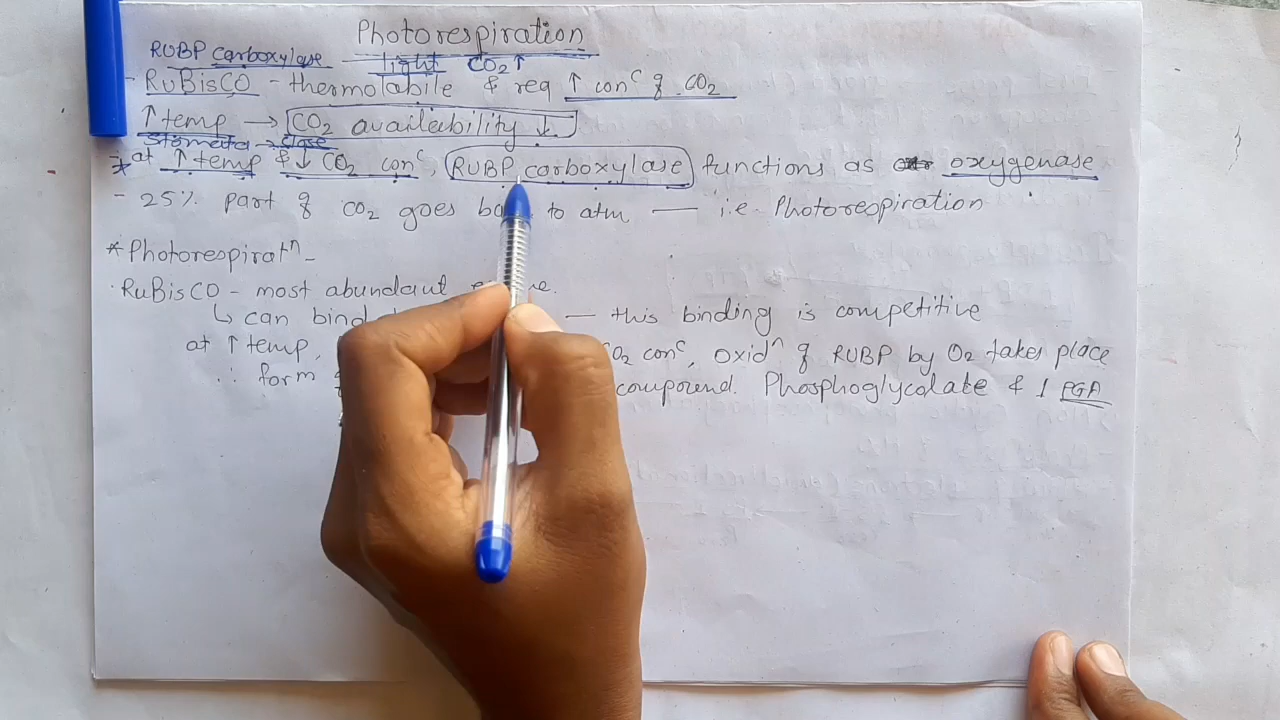 Photorespiration
RUBP carboxylase light CO₂ ↑
- RuBisCO - thermolabile & req ↑ conᶜ of CO₂
↑ temp → CO₂ availability ↓
Stomata → close
* at ↑ temp & ↓ CO₂ conᶜ, RUBP carboxylase functions as oxygenase
- 25% part of CO₂ goes to atm — i.e. Photorespiration
* Photorespiratⁿ -
· RuBisCO - most abundant
↳ can bind — this binding is competitive
at ↑ temp, CO₂ conᶜ, oxidⁿ of RUBP by O₂ takes place
∴ form compound. Phosphoglycolate & 1 PGA